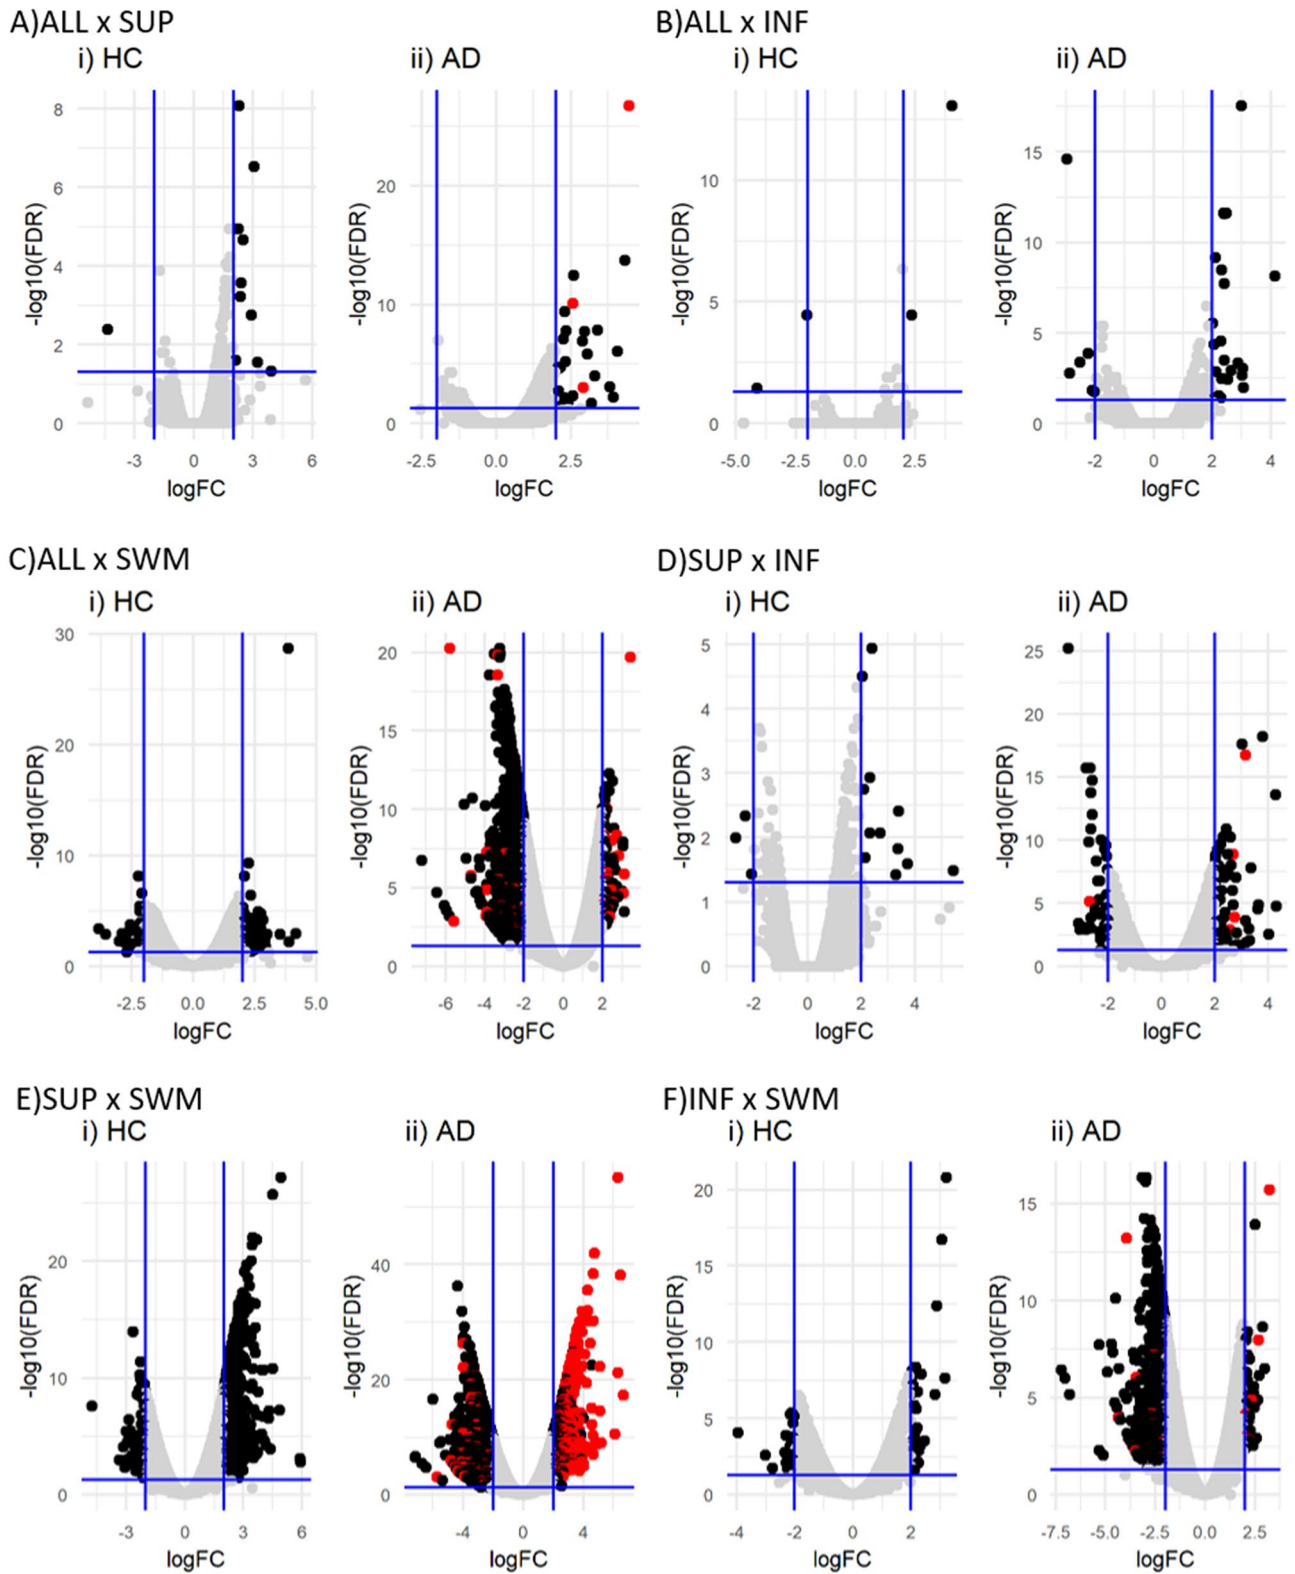 A)ALL x SUP
B)ALL x INF
i) HC
ii) AD
i) HC
ii) AD
-log10(FDR)
8
6
4
2
0
-3 0 3 6
logFC
-log10(FDR)
20
10
0
-2.5 0.0 2.5
logFC
-log10(FDR)
10
5
0
-5.0 -2.5 0.0 2.5
logFC
-log10(FDR)
15
10
5
0
-2 0 2 4
logFC
C)ALL x SWM
D)SUP x INF
i) HC
ii) AD
i) HC
ii) AD
-log10(FDR)
30
20
10
0
-2.5 0.0 2.5 5.0
logFC
-log10(FDR)
20
15
10
5
0
-6 -4 -2 0 2
logFC
-log10(FDR)
5
4
3
2
1
0
-2 0 2 4
logFC
-log10(FDR)
25
20
15
10
5
0
-2 0 2 4
logFC
E)SUP x SWM
F)INF x SWM
i) HC
ii) AD
i) HC
ii) AD
-log10(FDR)
20
10
0
-3 0 3 6
logFC
-log10(FDR)
40
20
0
-4 0 4
logFC
-log10(FDR)
20
15
10
5
0
-4 -2 0 2
logFC
-log10(FDR)
15
10
5
0
-7.5 -5.0 -2.5 0.0 2.5
logFC